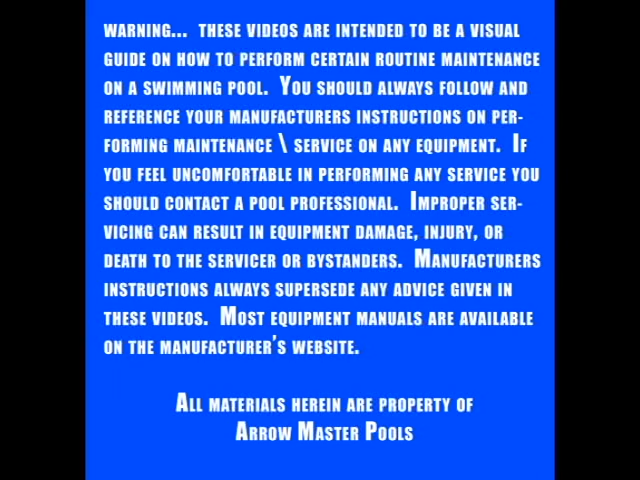 WARNING... THESE VIDEOS ARE INTENDED TO BE A VISUAL
GUIDE ON HOW TO PERFORM CERTAIN ROUTINE MAINTENANCE
ON A SWIMMING POOL. YOU SHOULD ALWAYS FOLLOW AND
REFERENCE YOUR MANUFACTURERS INSTRUCTIONS ON PER-
FORMING MAINTENANCE \ SERVICE ON ANY EQUIPMENT. IF
YOU FEEL UNCOMFORTABLE IN PERFORMING ANY SERVICE YOU
SHOULD CONTACT A POOL PROFESSIONAL. IMPROPER SER-
VICING CAN RESULT IN EQUIPMENT DAMAGE, INJURY, OR
DEATH TO THE SERVICER OR BYSTANDERS. MANUFACTURERS
INSTRUCTIONS ALWAYS SUPERSEDE ANY ADVICE GIVEN IN
THESE VIDEOS. MOST EQUIPMENT MANUALS ARE AVAILABLE
ON THE MANUFACTURER'S WEBSITE.
ALL MATERIALS HEREIN ARE PROPERTY OF
ARROW MASTER POOLS